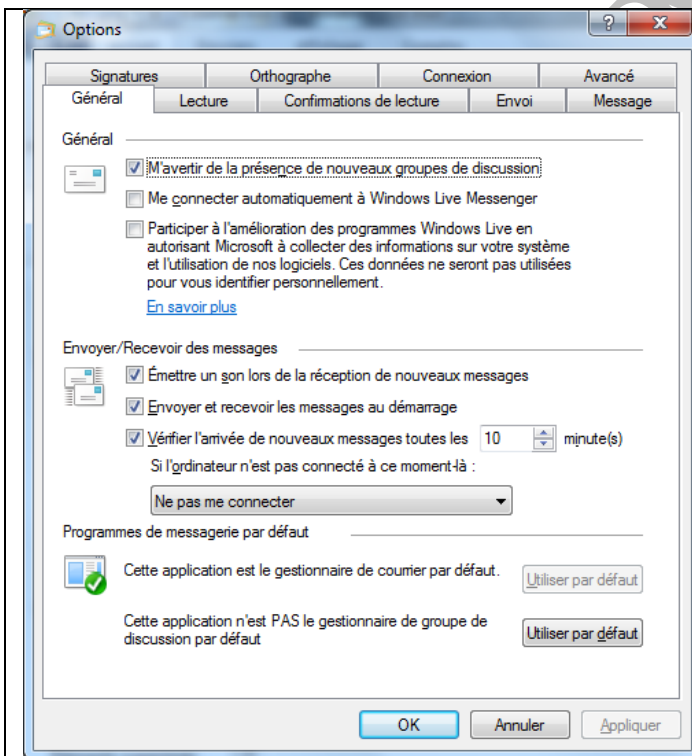 Options
Signatures Orthographe Connexion Avancé
Général Lecture Confirmations de lecture Envoi Message
Général
M'avertir de la présence de nouveaux groupes de discussion
Me connecter automatiquement à Windows Live Messenger
Participer à l'amélioration des programmes Windows Live en
autorisant Microsoft à collecter des informations sur votre système
et l'utilisation de nos logiciels. Ces données ne seront pas utilisées
pour vous identifier personnellement.
En savoir plus
Envoyer/Recevoir des messages
Émettre un son lors de la réception de nouveaux messages
Envoyer et recevoir les messages au démarrage
Vérifier l'arrivée de nouveaux messages toutes les 10 minute(s)
Si l'ordinateur n'est pas connecté à ce moment-là :
Ne pas me connecter
Programmes de messagerie par défaut
Cette application est le gestionnaire de courrier par défaut. Utiliser par défaut
Cette application n'est PAS le gestionnaire de groupe de
discussion par défaut Utiliser par défaut
OK Annuler Appliquer